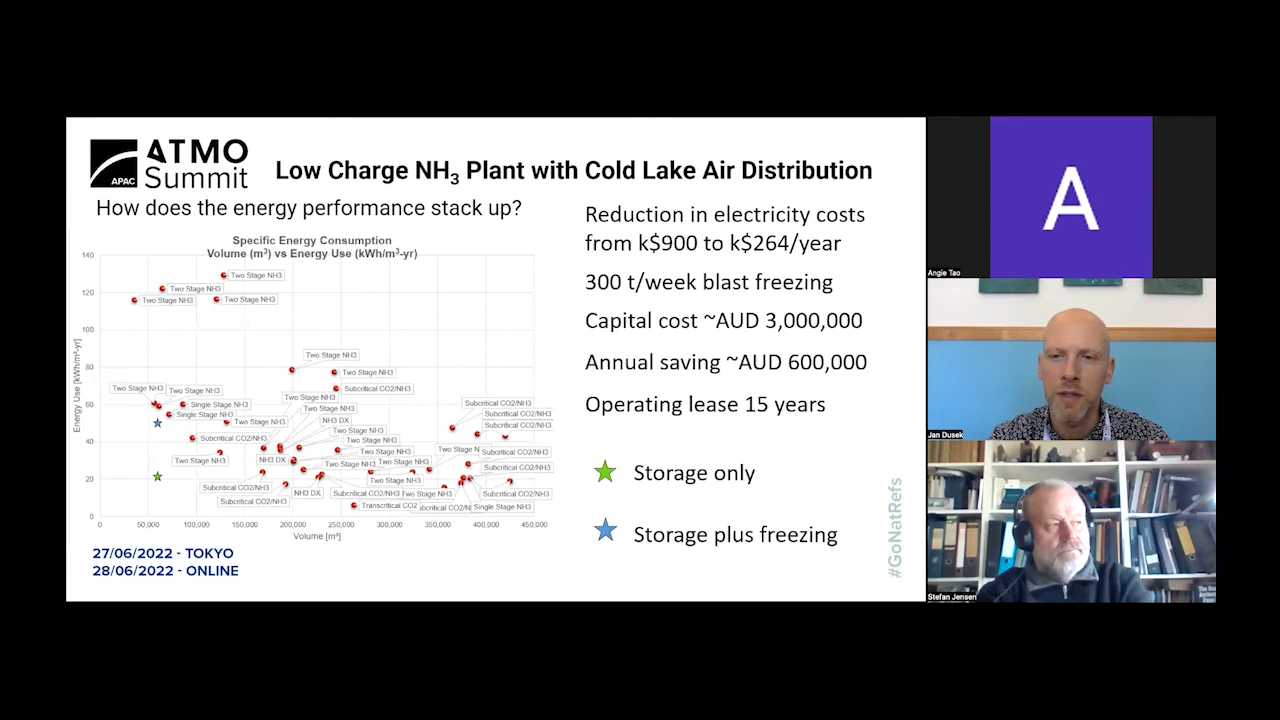 ATMO
APAC Summit
Low Charge NH3 Plant with Cold Lake Air Distribution
How does the energy performance stack up?
Specific Energy Consumption
Volume (m³) vs Energy Use (kWh/m³-yr)
Energy Use [kWh/m³-yr]
140
120
100
80
60
40
20
0
Two Stage NH3
Two Stage NH3
Two Stage NH3
Two Stage NH3
Two Stage NH3
Two Stage NH3
Subcritical CO2/NH3
Two Stage NH3
Two Stage NH3
Two Stage NH3
Single Stage NH3
Single Stage NH3
Two Stage NH3
Two Stage NH3
NH3 DX
Two Stage NH3
Two Stage NH3
Two Stage NH3
Subcritical CO2/NH3
Subcritical CO2/NH3
Subcritical CO2/NH3
Subcritical CO2/NH3
Two Stage NH3
NH3 DX
Two Stage NH3
Two Stage NH3
Two Stage N
Subcritical CO2/NH3
Subcritical CO2/NH3
Two Stage NH3
Subcritical CO2/NH3
Subcritical CO2/NH3
NH3 DX
Subcritical CO2/NH3
Two Stage NH3
Subcritical CO2/NH3
Transcritical CO2
Single Stage NH3
0 50,000 100,000 150,000 200,000 250,000 300,000 350,000 400,000 450,000
Volume [m³]
27/06/2022 - TOKYO
28/06/2022 - ONLINE
Reduction in electricity costs
from k$900 to k$264/year
300 t/week blast freezing
Capital cost ~AUD 3,000,000
Annual saving ~AUD 600,000
Operating lease 15 years
Storage only
Storage plus freezing
#GoNatRefs
A
Angie Tao
Jan Dusek
Stefan Jensen